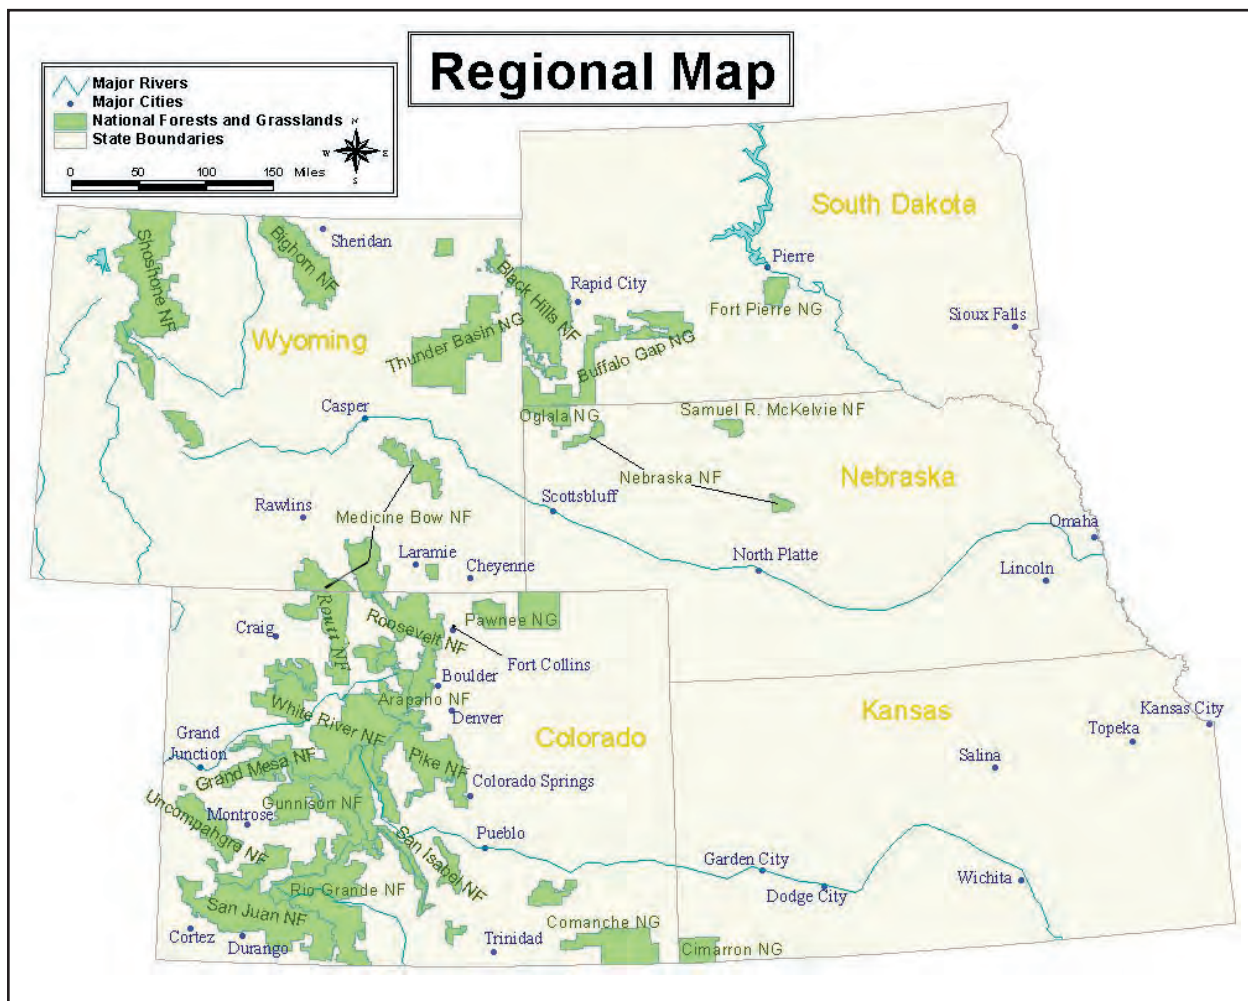 Regional Map
Major Rivers
Major Cities
National Forests and Grasslands
State Boundaries
N
W
E
S
0 50 100 150 Miles
South Dakota
Sheridan
Shoshone NF
Bighorn NF
Black Hills NF
Rapid City
Pierre
Fort Pierre NG
Sioux Falls
Wyoming
Thunder Basin NG
Buffalo Gap NG
Casper
Oglala NG
Samuel R. McKelvie NF
Nebraska NF
Nebraska
Scottsbluff
Rawlins
Medicine Bow NF
Laramie
Cheyenne
North Platte
Omaha
Lincoln
Craig
Routt NF
Roosevelt NF
Pawnee NG
Fort Collins
Boulder
Arapaho NF
Denver
White River NF
Colorado
Kansas
Kansas City
Topeka
Salina
Grand
Junction
Grand Mesa NF
Pike NF
Colorado Springs
Gunnison NF
Montrose
Uncompahgre NF
San Isabel NF
Pueblo
Garden City
Dodge City
Wichita
Rio Grande NF
San Juan NF
Comanche NG
Cimarron NG
Cortez
Durango
Trinidad